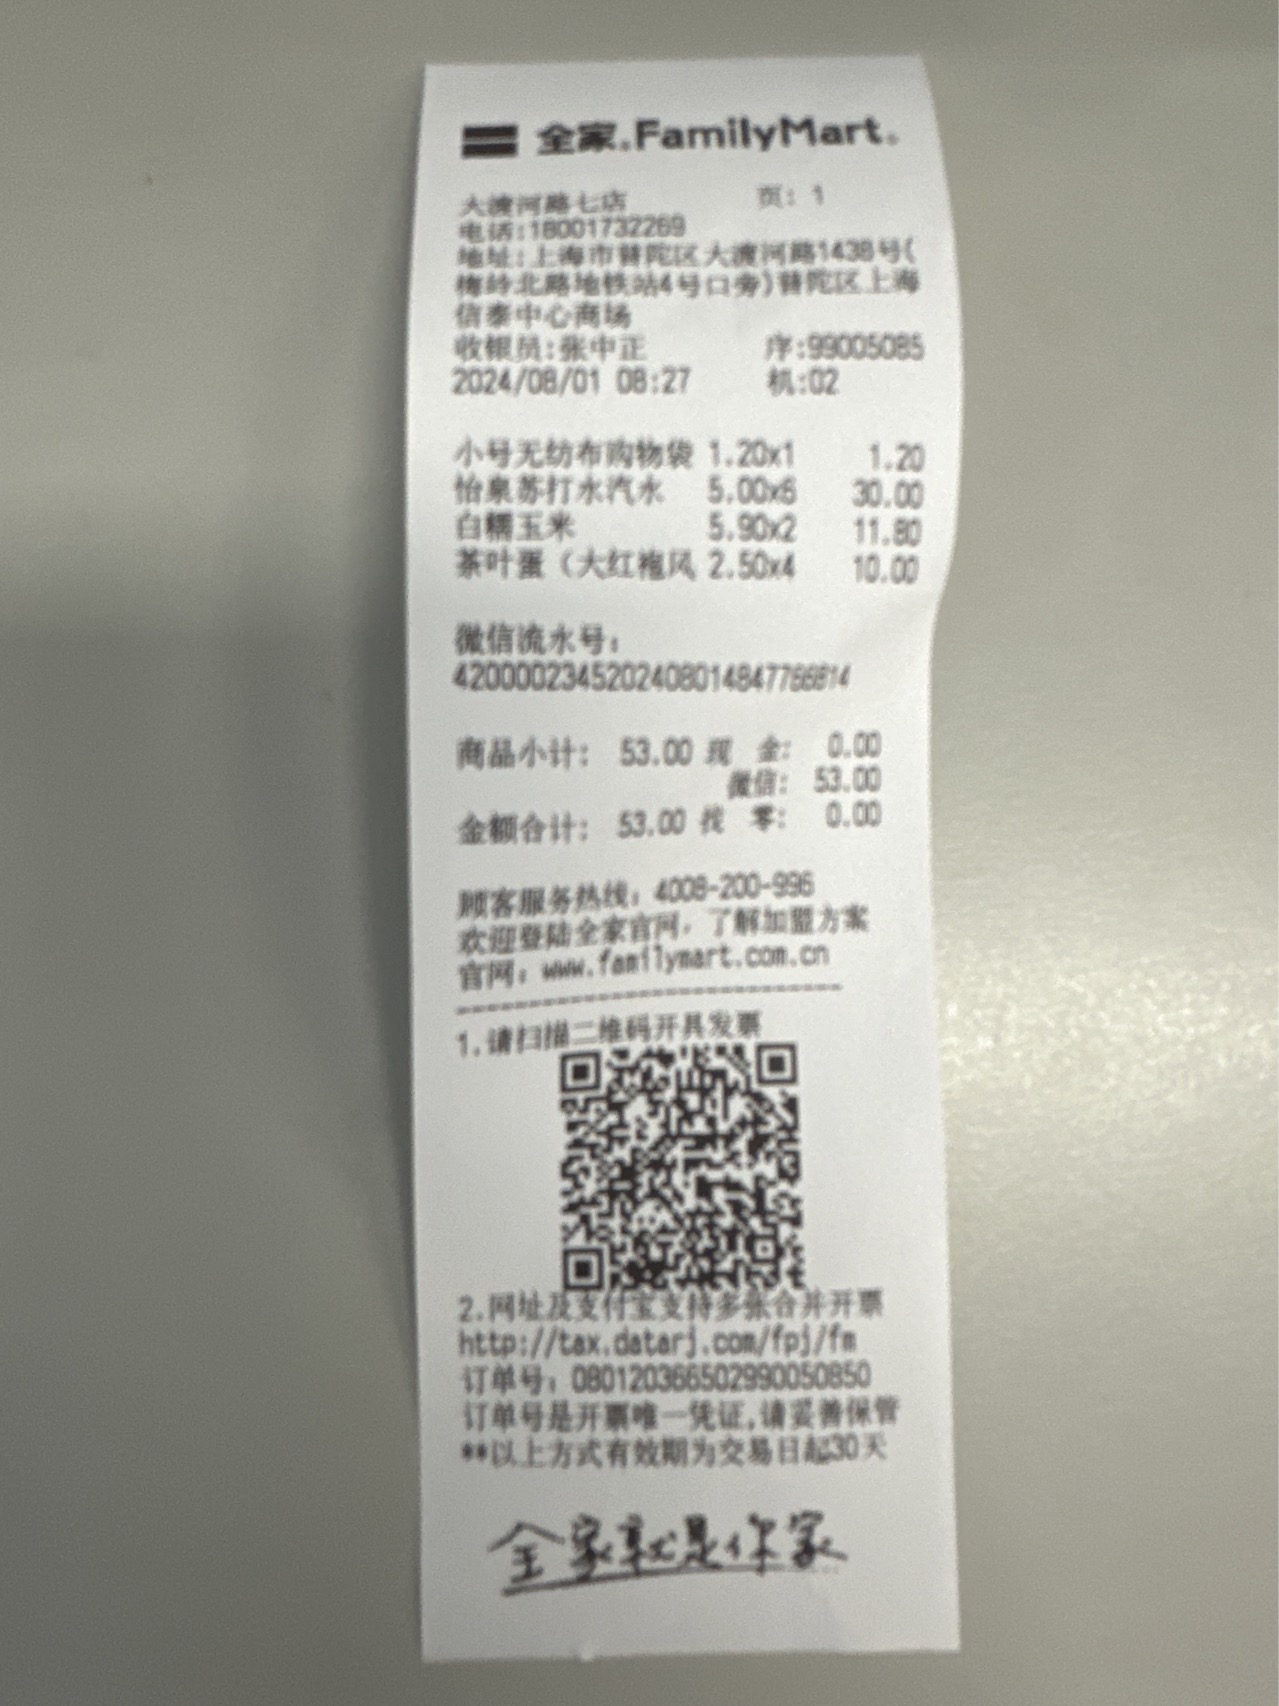 全家。FamilyMart。
大渡河路七店 页: 1
电话:18001732269
地址:上海市普陀区大渡河路1438号(
梅岭北路地铁站4号口旁)普陀区上海
信泰中心商场
收银员:张中正 序:99005085
2024/08/01 08:27 机:02
小号无纺布购物袋 1.20x1 1.20
怡泉苏打水汽水 5.00x6 30.00
白糯玉米 5.90x2 11.80
茶叶蛋（大红袍风 2.50x4 10.00
微信流水号:
4200002345202408014847766814
商品小计: 53.00 现 金: 0.00
微信: 53.00
金额合计: 53.00 找 零: 0.00
顾客服务热线: 4008-200-996
欢迎登陆全家官网，了解加盟方案
官网: www.familymart.com.cn
1.请扫描二维码开具发票
2.网址及支付宝支持多张合并开票
http://tax.datarj.com/fpj/fm
订单号: 080120366502990050850
订单号是开票唯一凭证,请妥善保管
**以上方式有效期为交易日起30天
全家就是你家